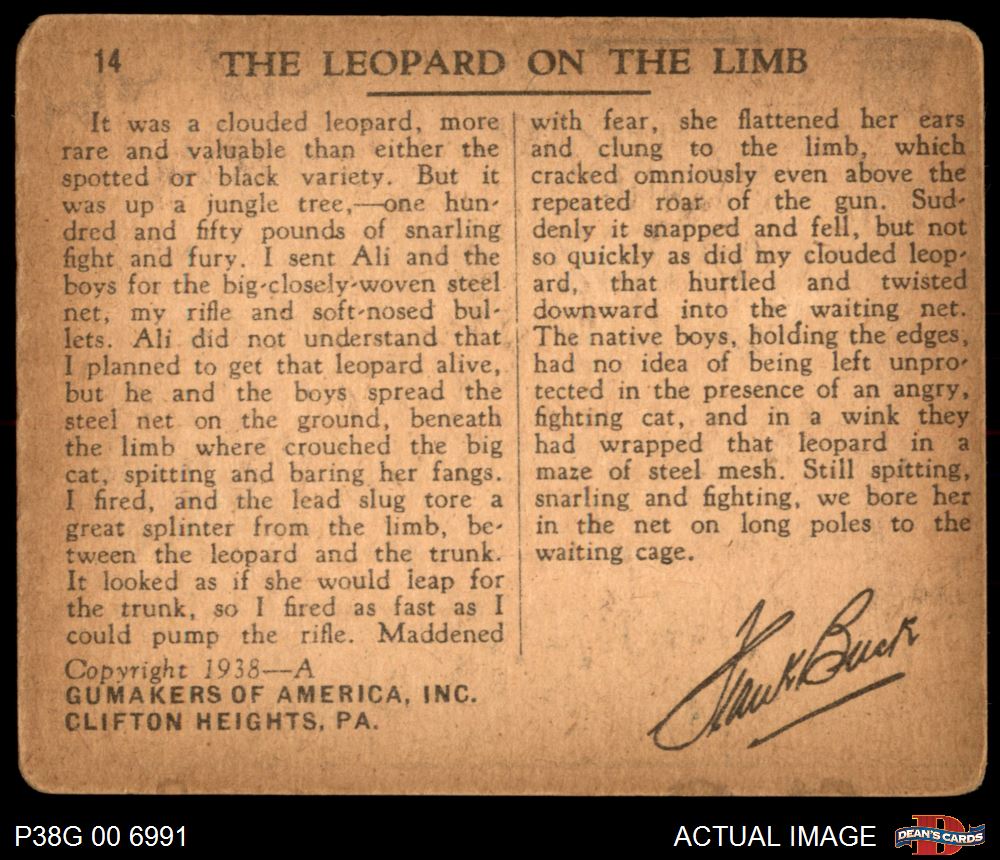 14 THE LEOPARD ON THE LIMB
It was a clouded leopard, more
rare and valuable than either the
spotted or black variety. But it
was up a jungle tree,—one hun-
dred and fifty pounds of snarling
fight and fury. I sent Ali and the
boys for the big-closely-woven steel
net, my rifle and soft-nosed bul-
lets. Ali did not understand that
I planned to get that leopard alive,
but he and the boys spread the
steel net on the ground, beneath
the limb where crouched the big
cat, spitting and baring her fangs.
I fired, and the lead slug tore a
great splinter from the limb, be-
tween the leopard and the trunk.
It looked as if she would leap for
the trunk, so I fired as fast as I
could pump the rifle. Maddened
with fear, she flattened her ears
and clung to the limb, which
cracked omniously even above the
repeated roar of the gun. Sud-
denly it snapped and fell, but not
so quickly as did my clouded leop-
ard, that hurtled and twisted
downward into the waiting net.
The native boys, holding the edges,
had no idea of being left unpro-
tected in the presence of an angry,
fighting cat, and in a wink they
had wrapped that leopard in a
maze of steel mesh. Still spitting,
snarling and fighting, we bore her
in the net on long poles to the
waiting cage.
Frank Buck
Copyright 1938—A
GUMAKERS OF AMERICA, INC.
CLIFTON HEIGHTS, PA.
P38G 00 6991
ACTUAL IMAGE
DEAN'S CARDS